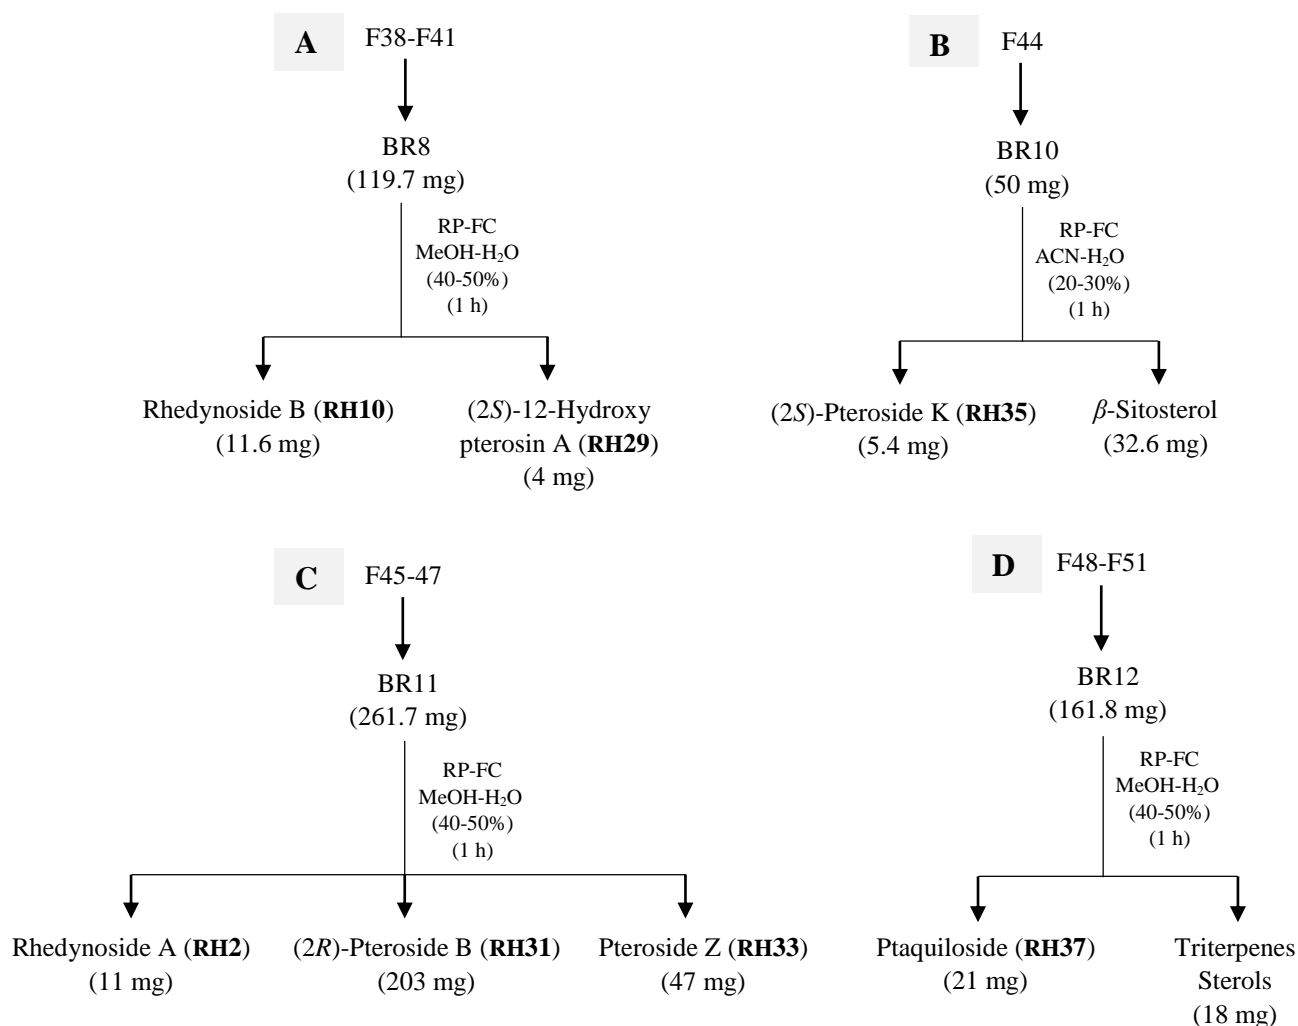 A
F38-F41
BR8
(119.7 mg)
RP-FC
MeOH-H₂O
(40-50%)
(1 h)
Rhedynoside B (RH10)
(11.6 mg)
(2S)-12-Hydroxy
pterosin A (RH29)
(4 mg)
B
F44
BR10
(50 mg)
RP-FC
ACN-H₂O
(20-30%)
(1 h)
(2S)-Pteroside K (RH35)
(5.4 mg)
β-Sitosterol
(32.6 mg)
C
F45-47
BR11
(261.7 mg)
RP-FC
MeOH-H₂O
(40-50%)
(1 h)
Rhedynoside A (RH2)
(11 mg)
(2R)-Pteroside B (RH31)
(203 mg)
Pteroside Z (RH33)
(47 mg)
D
F48-F51
BR12
(161.8 mg)
RP-FC
MeOH-H₂O
(40-50%)
(1 h)
Ptaquiloside (RH37)
(21 mg)
Triterpenes
Sterols
(18 mg)